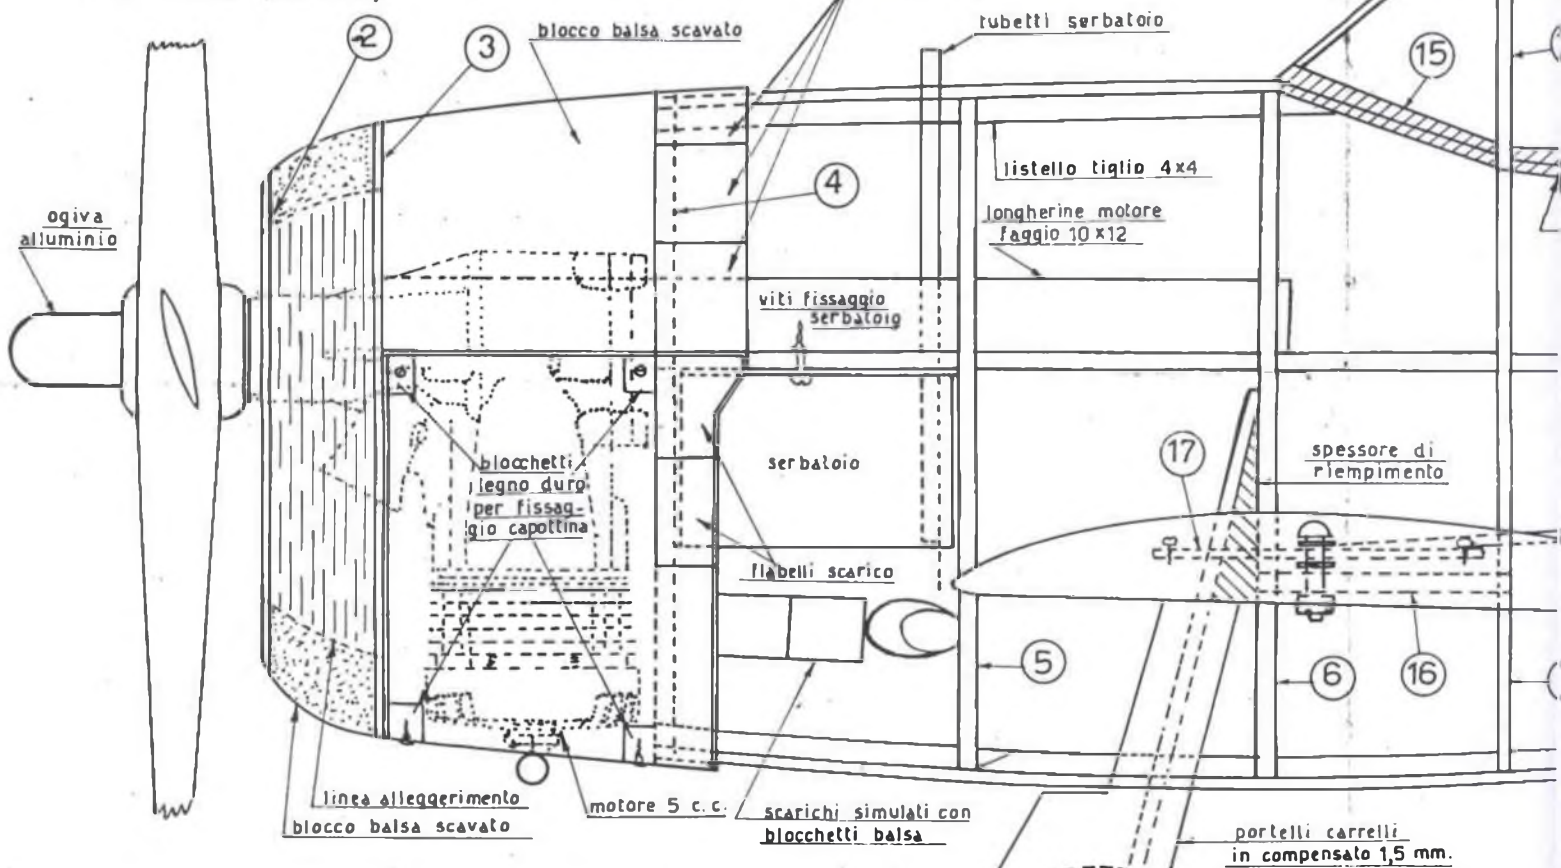 tubetti serbatoio
2
3
blocco balsa scavato
15
4
listello tiglio 4x4
ogiva
alluminio
longherine motore
faggio 10x12
viti fissaggio
serbatoio
17
spessore di
riempimento
blocchetti
legno duro
per fissag-
gio capottina
serbatoio
flabelli scarico
5
6
16
linea alleggerimento
blocco balsa scavato
motore 5 c.c.
scarichi simulati con
blocchetti balsa
portelli carrelli
in compensato 1,5 mm.